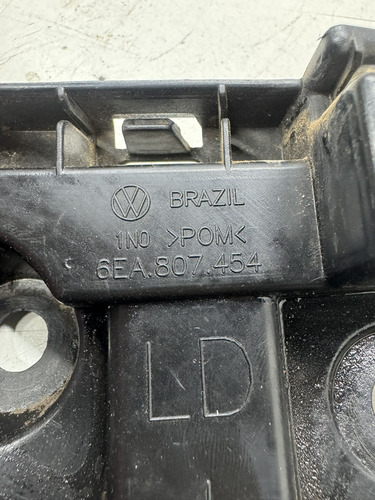 BRAZIL
1N0 >POM<
6EA.807.454
LD